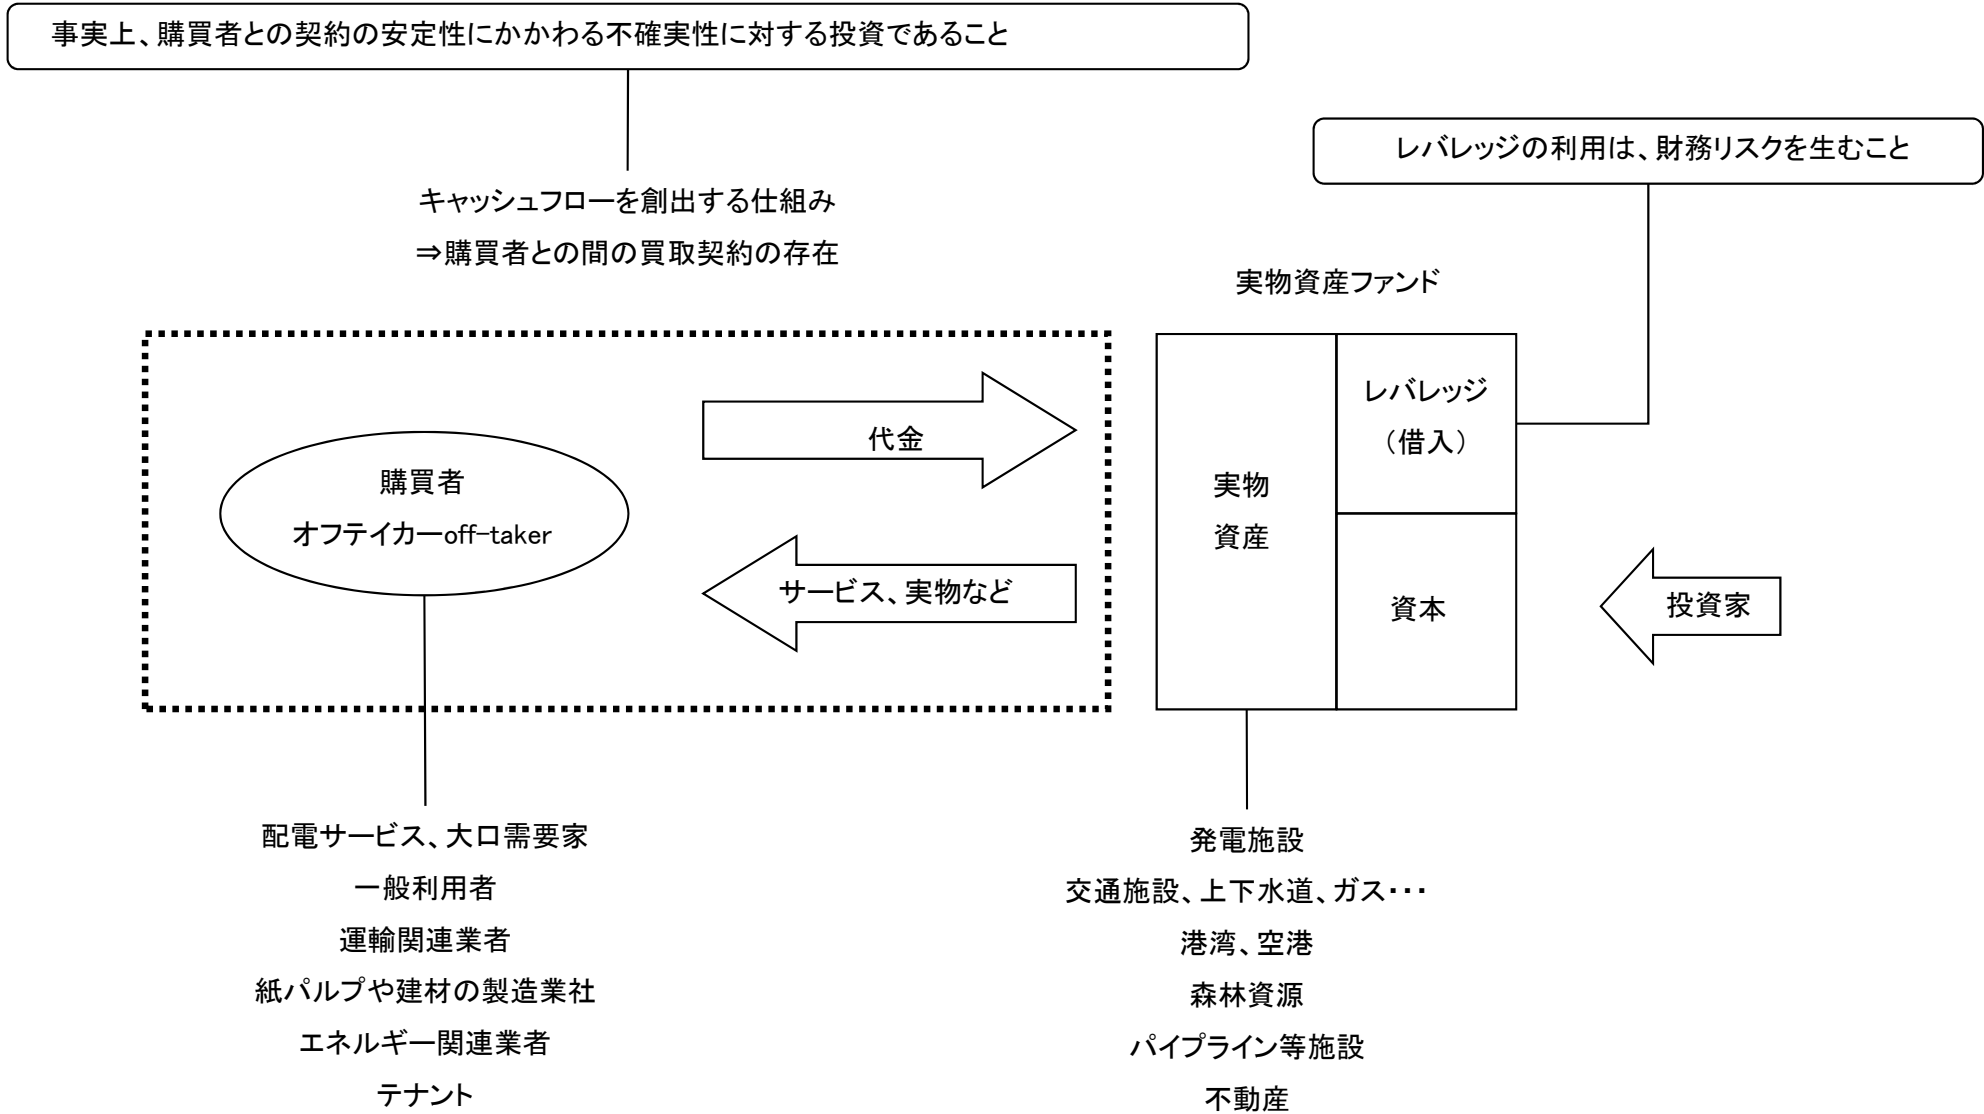 事実上、購買者との契約の安定性にかかわる不確実性に対する投資であること
レバレッジの利用は、財務リスクを生むこと
キャッシュフローを創出する仕組み
⇒購買者との間の買取契約の存在
実物資産ファンド
代金
購買者
オフテイカーoff-taker
サービス、実物など
実物
資産
レバレッジ
（借入）
資本
投資家
配電サービス、大口需要家
一般利用者
運輸関連業者
紙パルプや建材の製造業社
エネルギー関連業者
テナント
発電施設
交通施設、上下水道、ガス・・・
港湾、空港
森林資源
パイプライン等施設
不動産